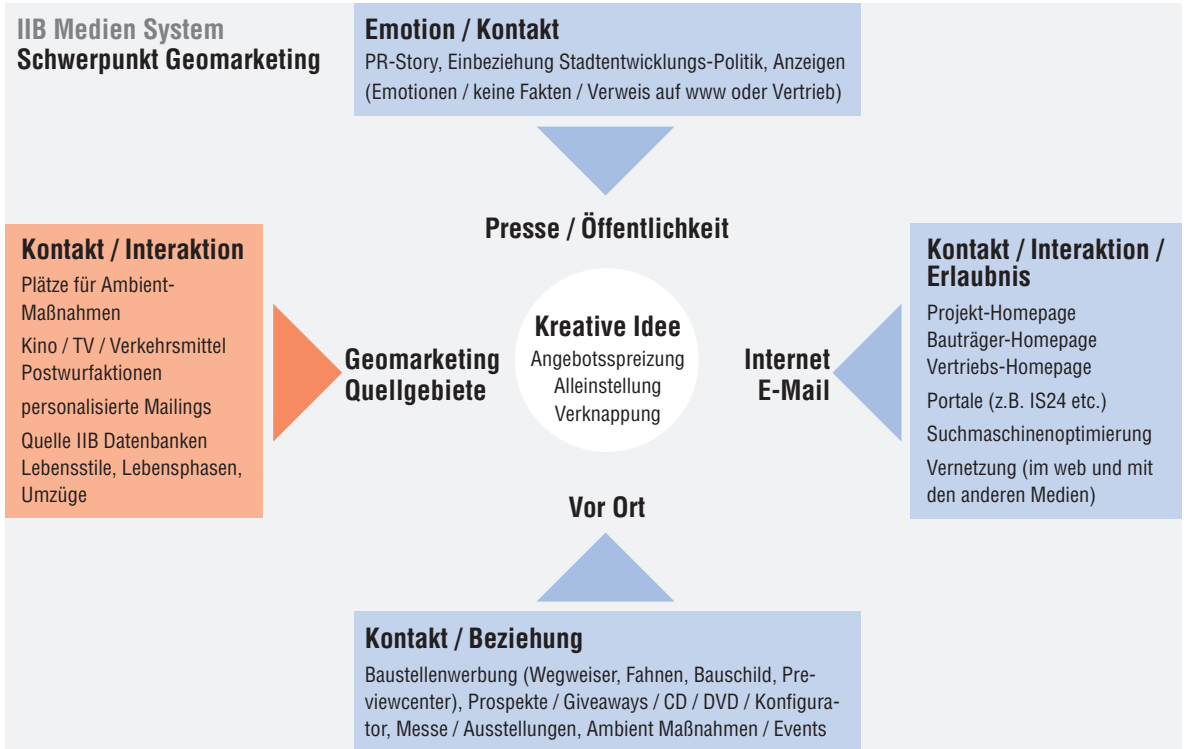 IIB Medien System
Schwerpunkt Geomarketing
Emotion / Kontakt
PR-Story, Einbeziehung Stadtentwicklungs-Politik, Anzeigen
(Emotionen / keine Fakten / Verweis auf www oder Vertrieb)
Presse / Öffentlichkeit
Kontakt / Interaktion
Plätze für Ambient-
Maßnahmen
Kino / TV / Verkehrsmittel
Postwurfaktionen
personalisierte Mailings
Quelle IIB Datenbanken
Lebensstile, Lebensphasen,
Umzüge
Geomarketing
Quellgebiete
Kreative Idee
Angebotsspreizung
Alleinstellung
Verknappung
Internet
E-Mail
Kontakt / Interaktion /
Erlaubnis
Projekt-Homepage
Bauträger-Homepage
Vertriebs-Homepage
Portale (z.B. IS24 etc.)
Suchmaschinenoptimierung
Vernetzung (im web und mit
den anderen Medien)
Vor Ort
Kontakt / Beziehung
Baustellenwerbung (Wegweiser, Fahnen, Bauschild, Pre-
viewcenter), Prospekte / Giveaways / CD / DVD / Konfigura-
tor, Messe / Ausstellungen, Ambient Maßnahmen / Events